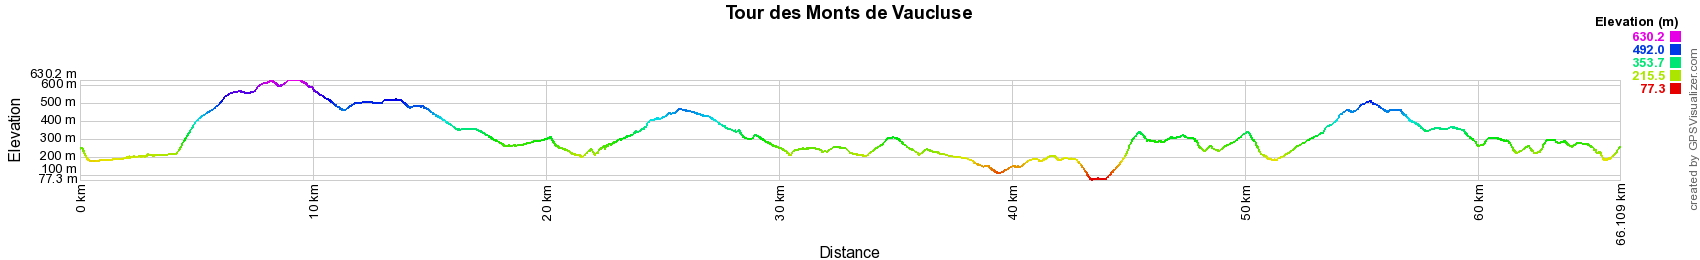 Tour des Monts de Vaucluse
Elevation (m)
630.2
492.0
353.7
215.5
77.3
630.2 m
600 m
500 m
400 m
300 m
200 m
100 m
77.3 m
Elevation
0 km
10 km
20 km
30 km
40 km
50 km
60 km
66.109 km
Distance
created by GPSVisualizer.com